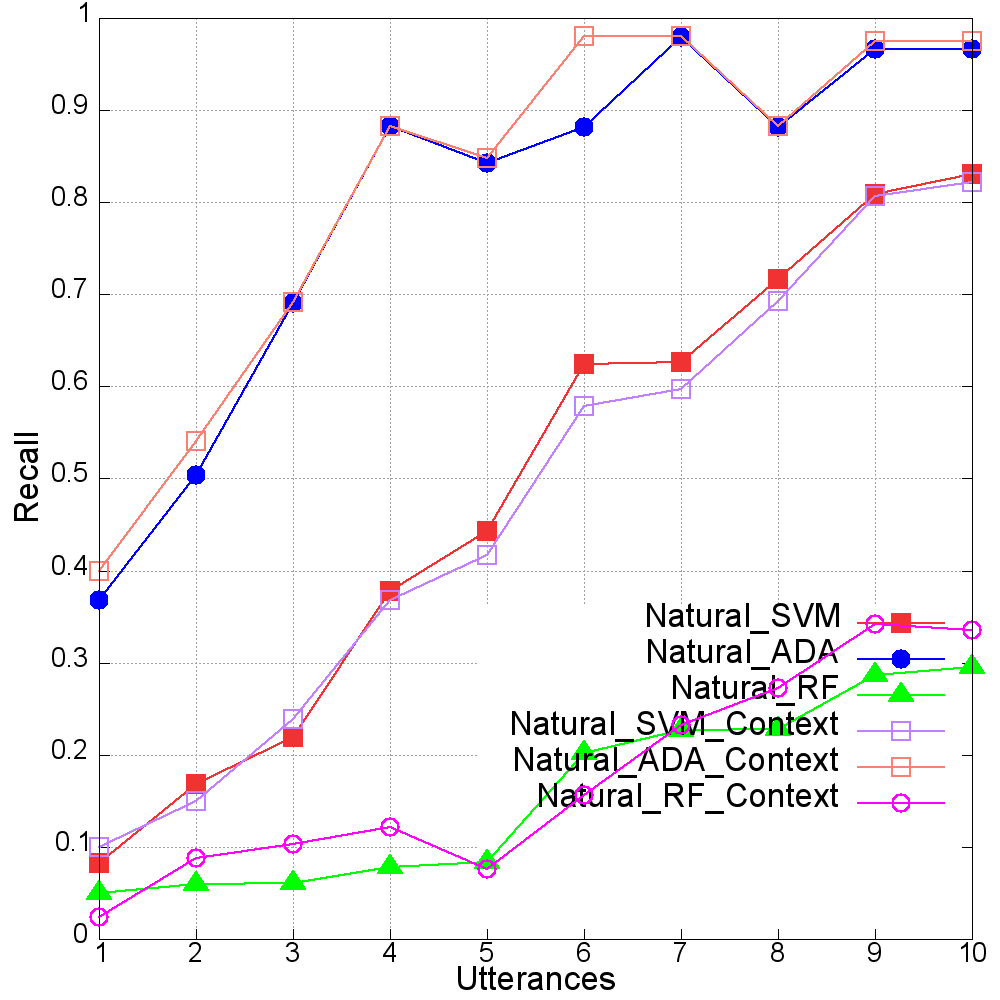 1
0.9
0.8
0.7
0.6
0.5
0.4
0.3
0.2
0.1
0
Recall
Natural_SVM
Natural_ADA
Natural_RF
Natural_SVM_Context
Natural_ADA_Context
Natural_RF_Context
1 2 3 4 5 6 7 8 9 10
Utterances